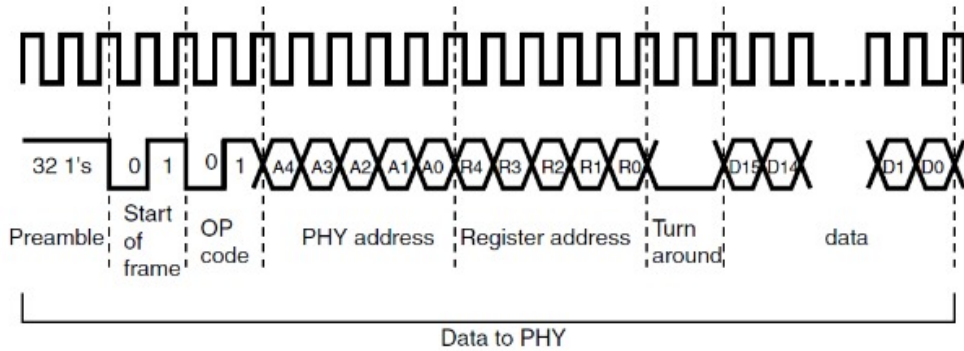 32 1's 0 1 0 1 A4 A3 A2 A1 A0 R4 R3 R2 R1 R0 D15 D14 D1 D0
Preamble
Start
of
frame
OP
code
PHY address
Register address
Turn
around
data
Data to PHY